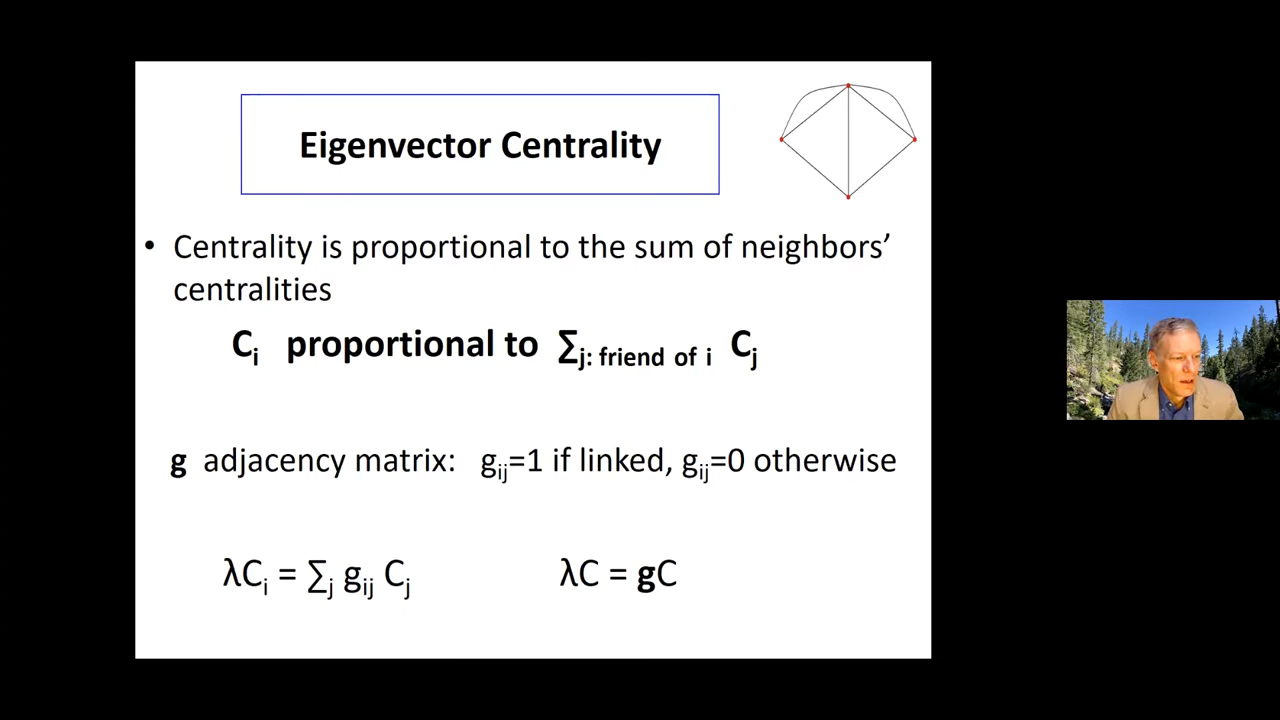 Eigenvector Centrality
• Centrality is proportional to the sum of neighbors’
centralities
Cᵢ proportional to ∑j: friend of i Cⱼ
g adjacency matrix: gᵢⱼ=1 if linked, gᵢⱼ=0 otherwise
λCᵢ = ∑ⱼ gᵢⱼ Cⱼ λC = gC